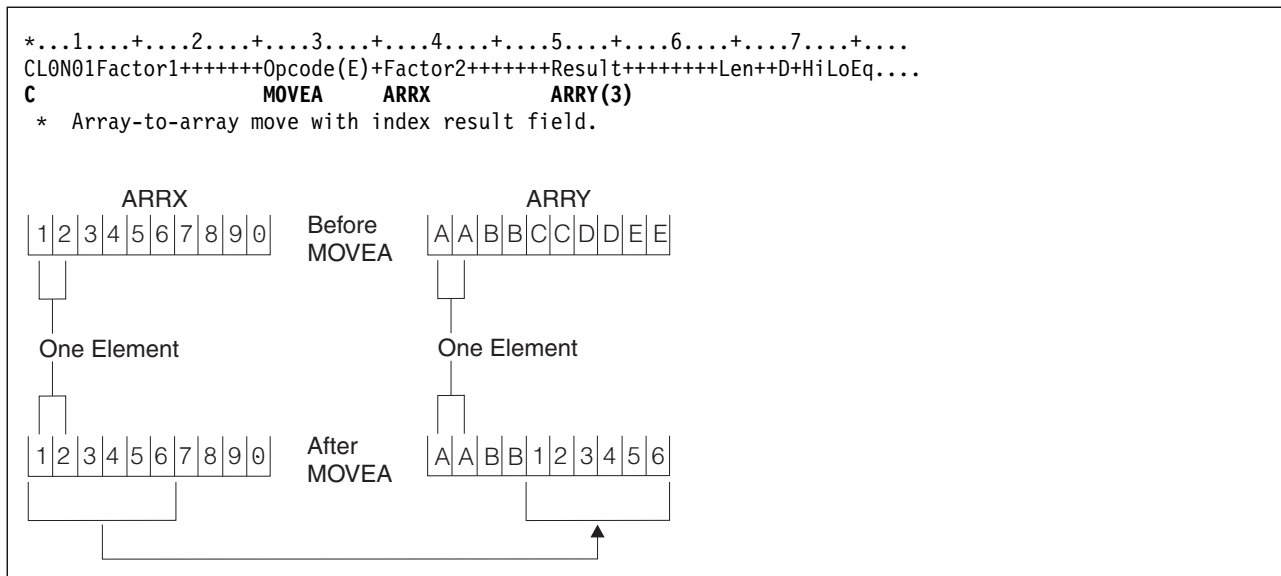 *...1....+....2....+....3....+....4....+....5....+....6....+....7....+....
CL0N01Factor1+++++++Opcode(E)+Factor2+++++++Result++++++++Len++D+HiLoEq....
C                    MOVEA     ARRX          ARRY(3)
 *  Array-to-array move with index result field.
ARRX ARRY
1 2 3 4 5 6 7 8 9 0 Before MOVEA A A B B C C D D E E
One Element One Element
1 2 3 4 5 6 7 8 9 0 After MOVEA A A B B 1 2 3 4 5 6